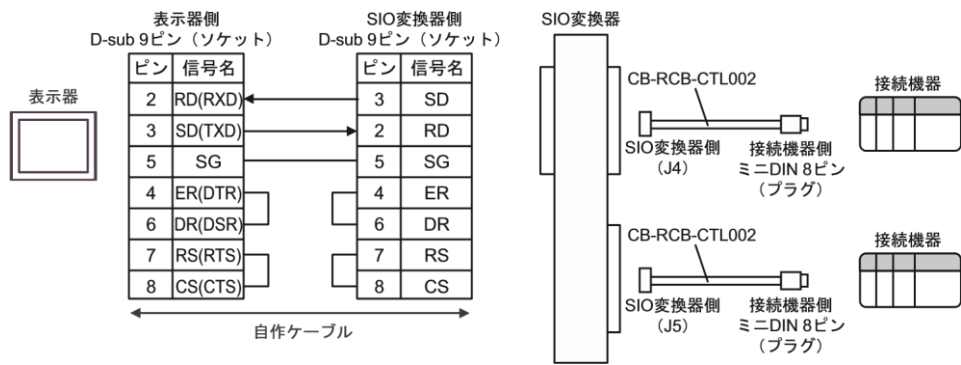 表示器
表示器側
D-sub 9ピン（ソケット）
ピン 信号名
2 RD(RXD)
3 SD(TXD)
5 SG
4 ER(DTR)
6 DR(DSR)
7 RS(RTS)
8 CS(CTS)
SIO変換器側
D-sub 9ピン（ソケット）
ピン 信号名
3 SD
2 RD
5 SG
4 ER
6 DR
7 RS
8 CS
自作ケーブル
SIO変換器
CB-RCB-CTL002
SIO変換器側
（J4）
接続機器側
ミニDIN 8ピン
（プラグ）
接続機器
CB-RCB-CTL002
SIO変換器側
（J5）
接続機器側
ミニDIN 8ピン
（プラグ）
接続機器